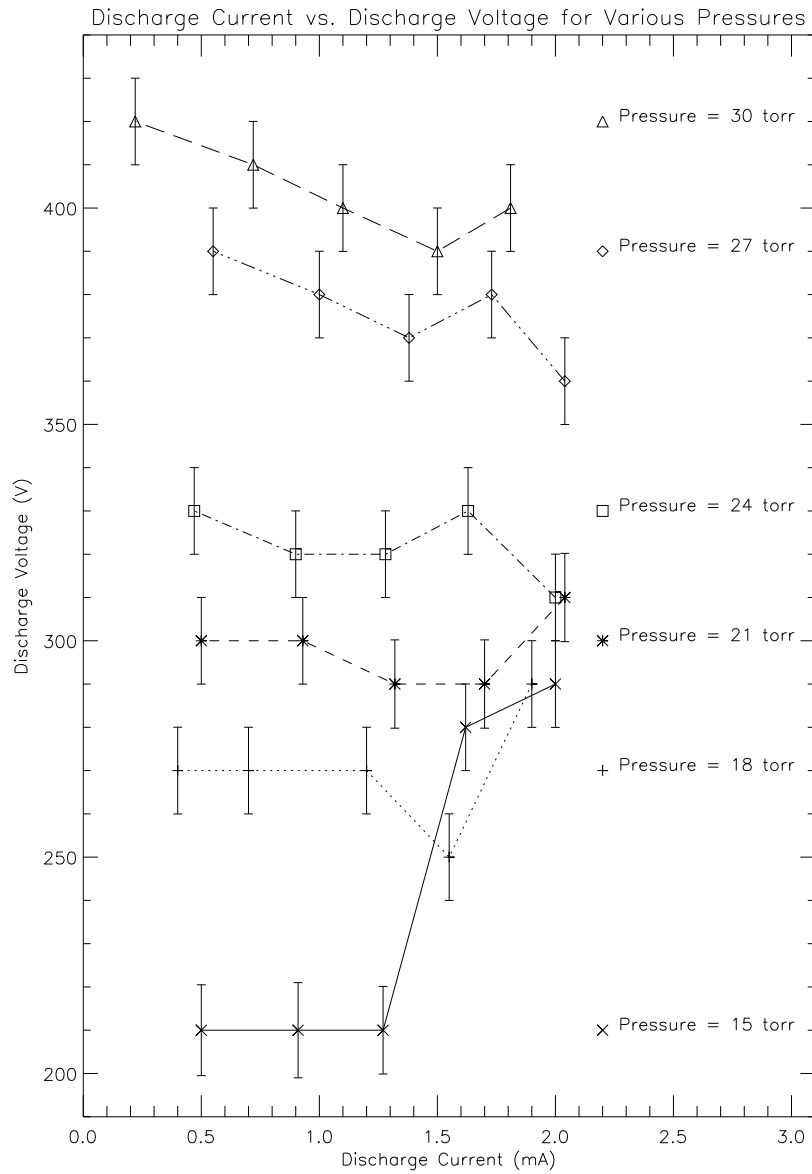 Discharge Current vs. Discharge Voltage for Various Pressures
Pressure = 30 torr
400
Pressure = 27 torr
350
Pressure = 24 torr
Discharge Voltage (V)
300
Pressure = 21 torr
Pressure = 18 torr
250
Pressure = 15 torr
200
0.0 0.5 1.0 1.5 2.0 2.5 3.0
Discharge Current (mA)